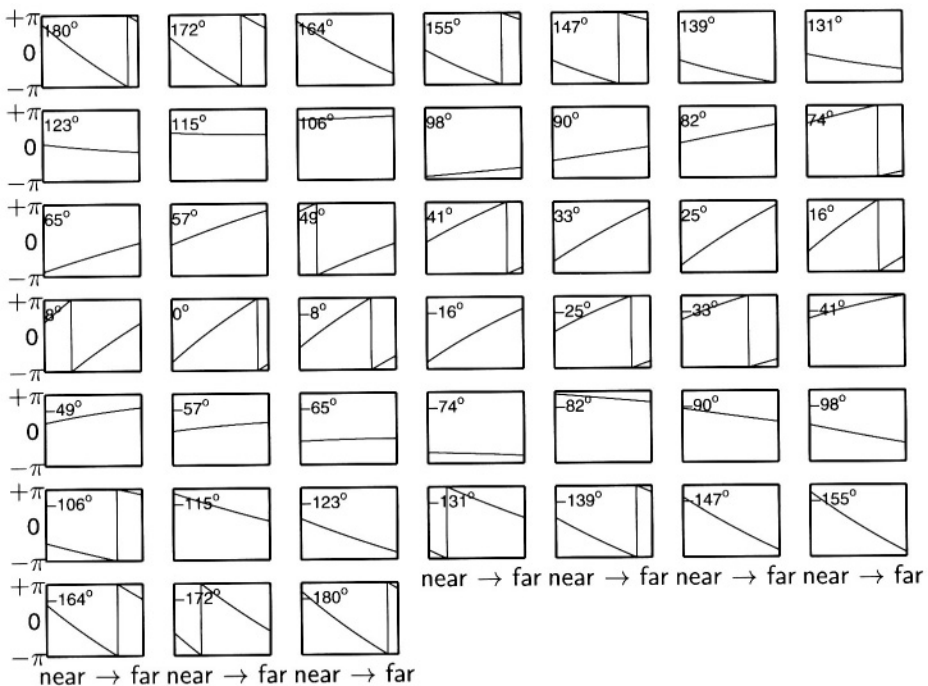 +π 180° 172° 164° 155° 147° 139° 131°
0
−π
+π 123° 115° 106° 98° 90° 82° 74°
0
−π
+π 65° 57° 49° 41° 33° 25° 16°
0
−π
+π 8° 0° −8° −16° −25° −33° −41°
0
−π
+π −49° −57° −65° −74° −82° −90° −98°
0
−π
+π −106° −115° −123° −131° −139° −147° −155°
0
−π
near → far near → far near → far near → far
+π −164° −172° −180°
0
−π
near → far near → far near → far